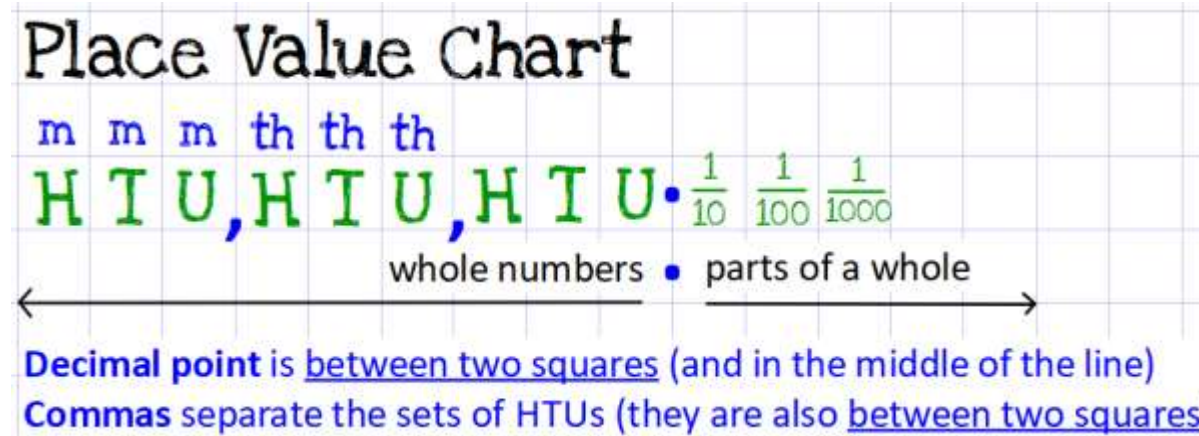 Place Value Chart
m m m th th th
H T U , H T U , H T U • 1/10 1/100 1/1000
whole numbers • parts of a whole
Decimal point is between two squares (and in the middle of the line)
Commas separate the sets of HTUs (they are also between two squares